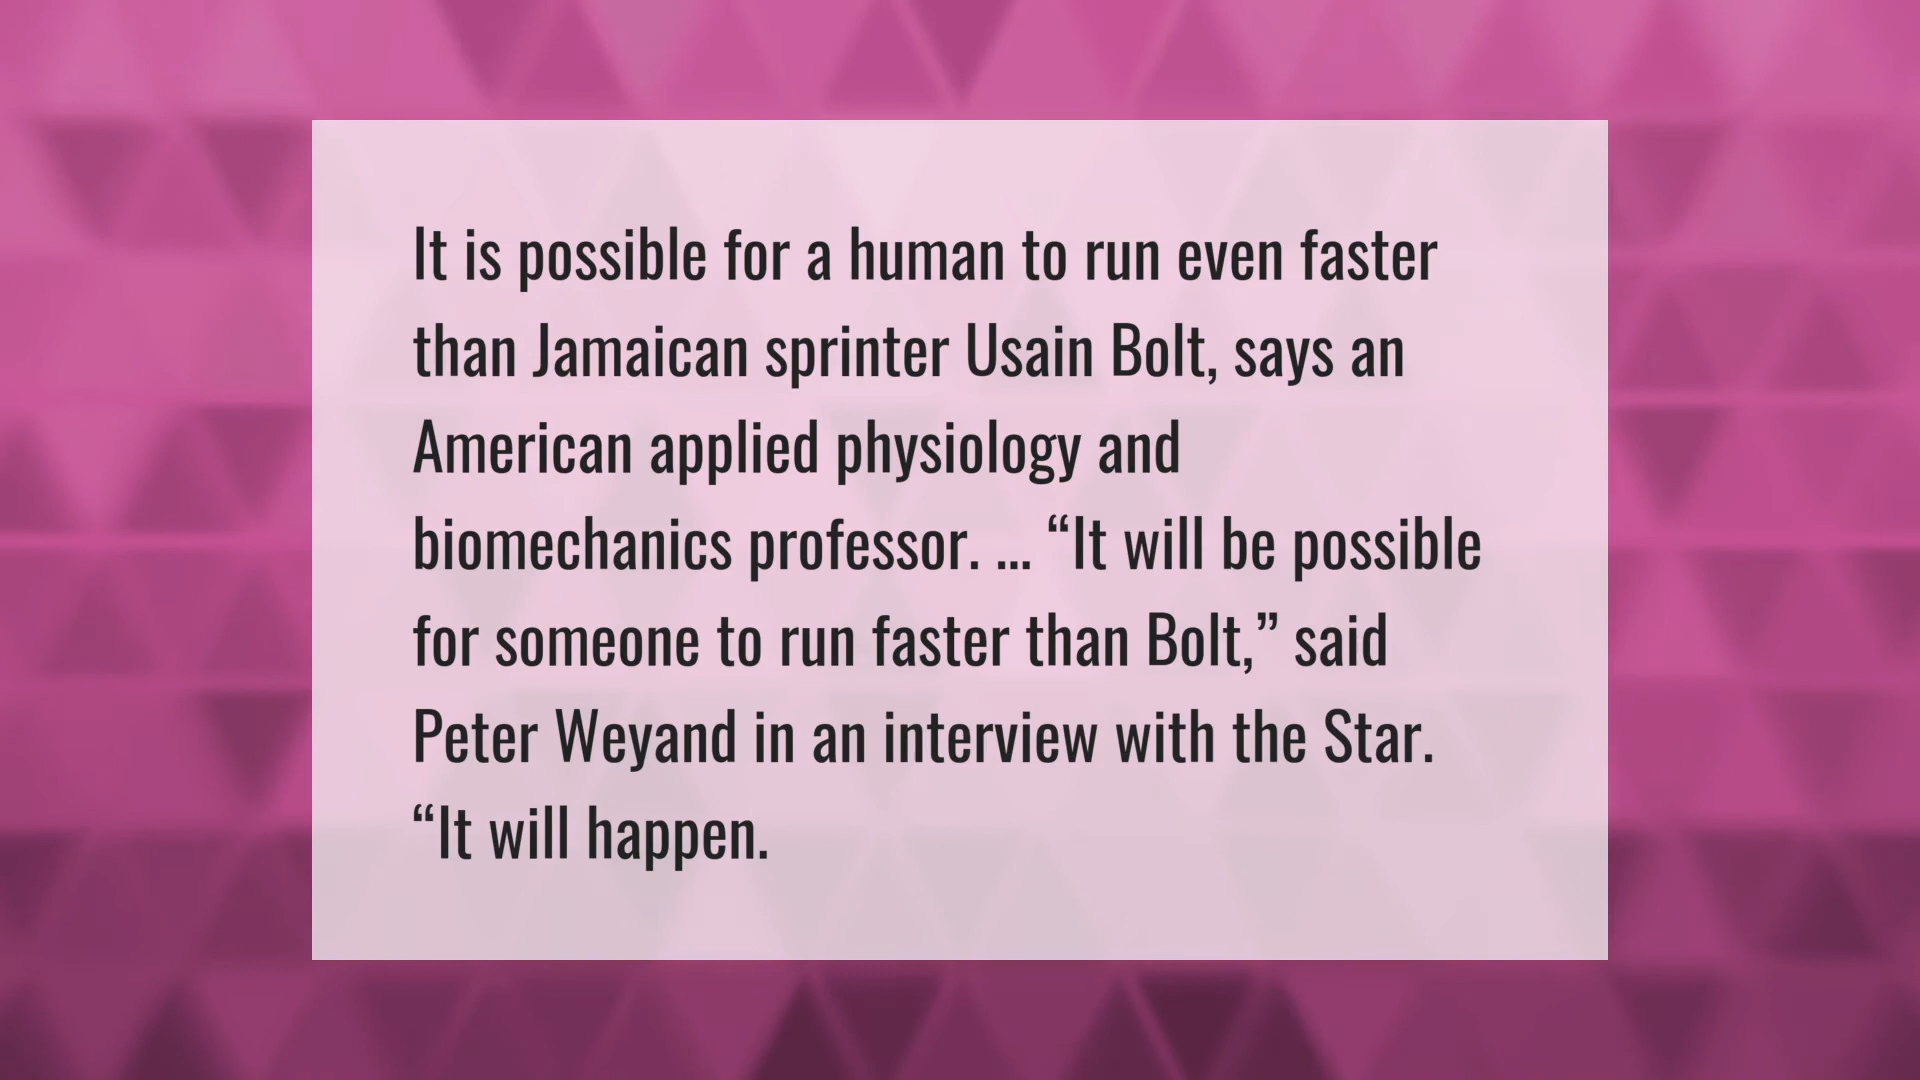 It is possible for a human to run even faster
than Jamaican sprinter Usain Bolt, says an
American applied physiology and
biomechanics professor. ... “It will be possible
for someone to run faster than Bolt,” said
Peter Weyand in an interview with the Star.
“It will happen.